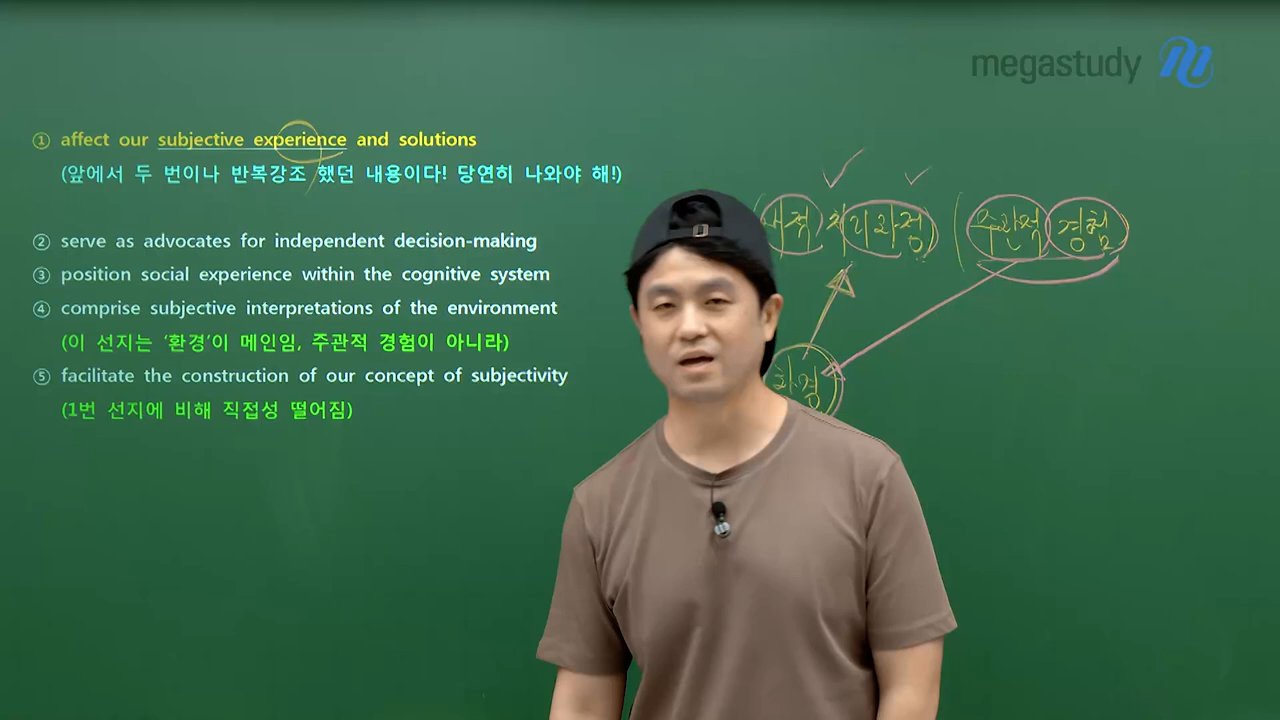 megastudy
① affect our subjective experience and solutions
(앞에서 두 번이나 반복강조 했던 내용이다! 당연히 나와야 해!)
② serve as advocates for independent decision-making
③ position social experience within the cognitive system
④ comprise subjective interpretations of the environment
(이 선지는 '환경'이 메인임, 주관적 경험이 아니라)
⑤ facilitate the construction of our concept of subjectivity
(1번 선지에 비해 직접성 떨어짐)
(주관적 경험)
환경